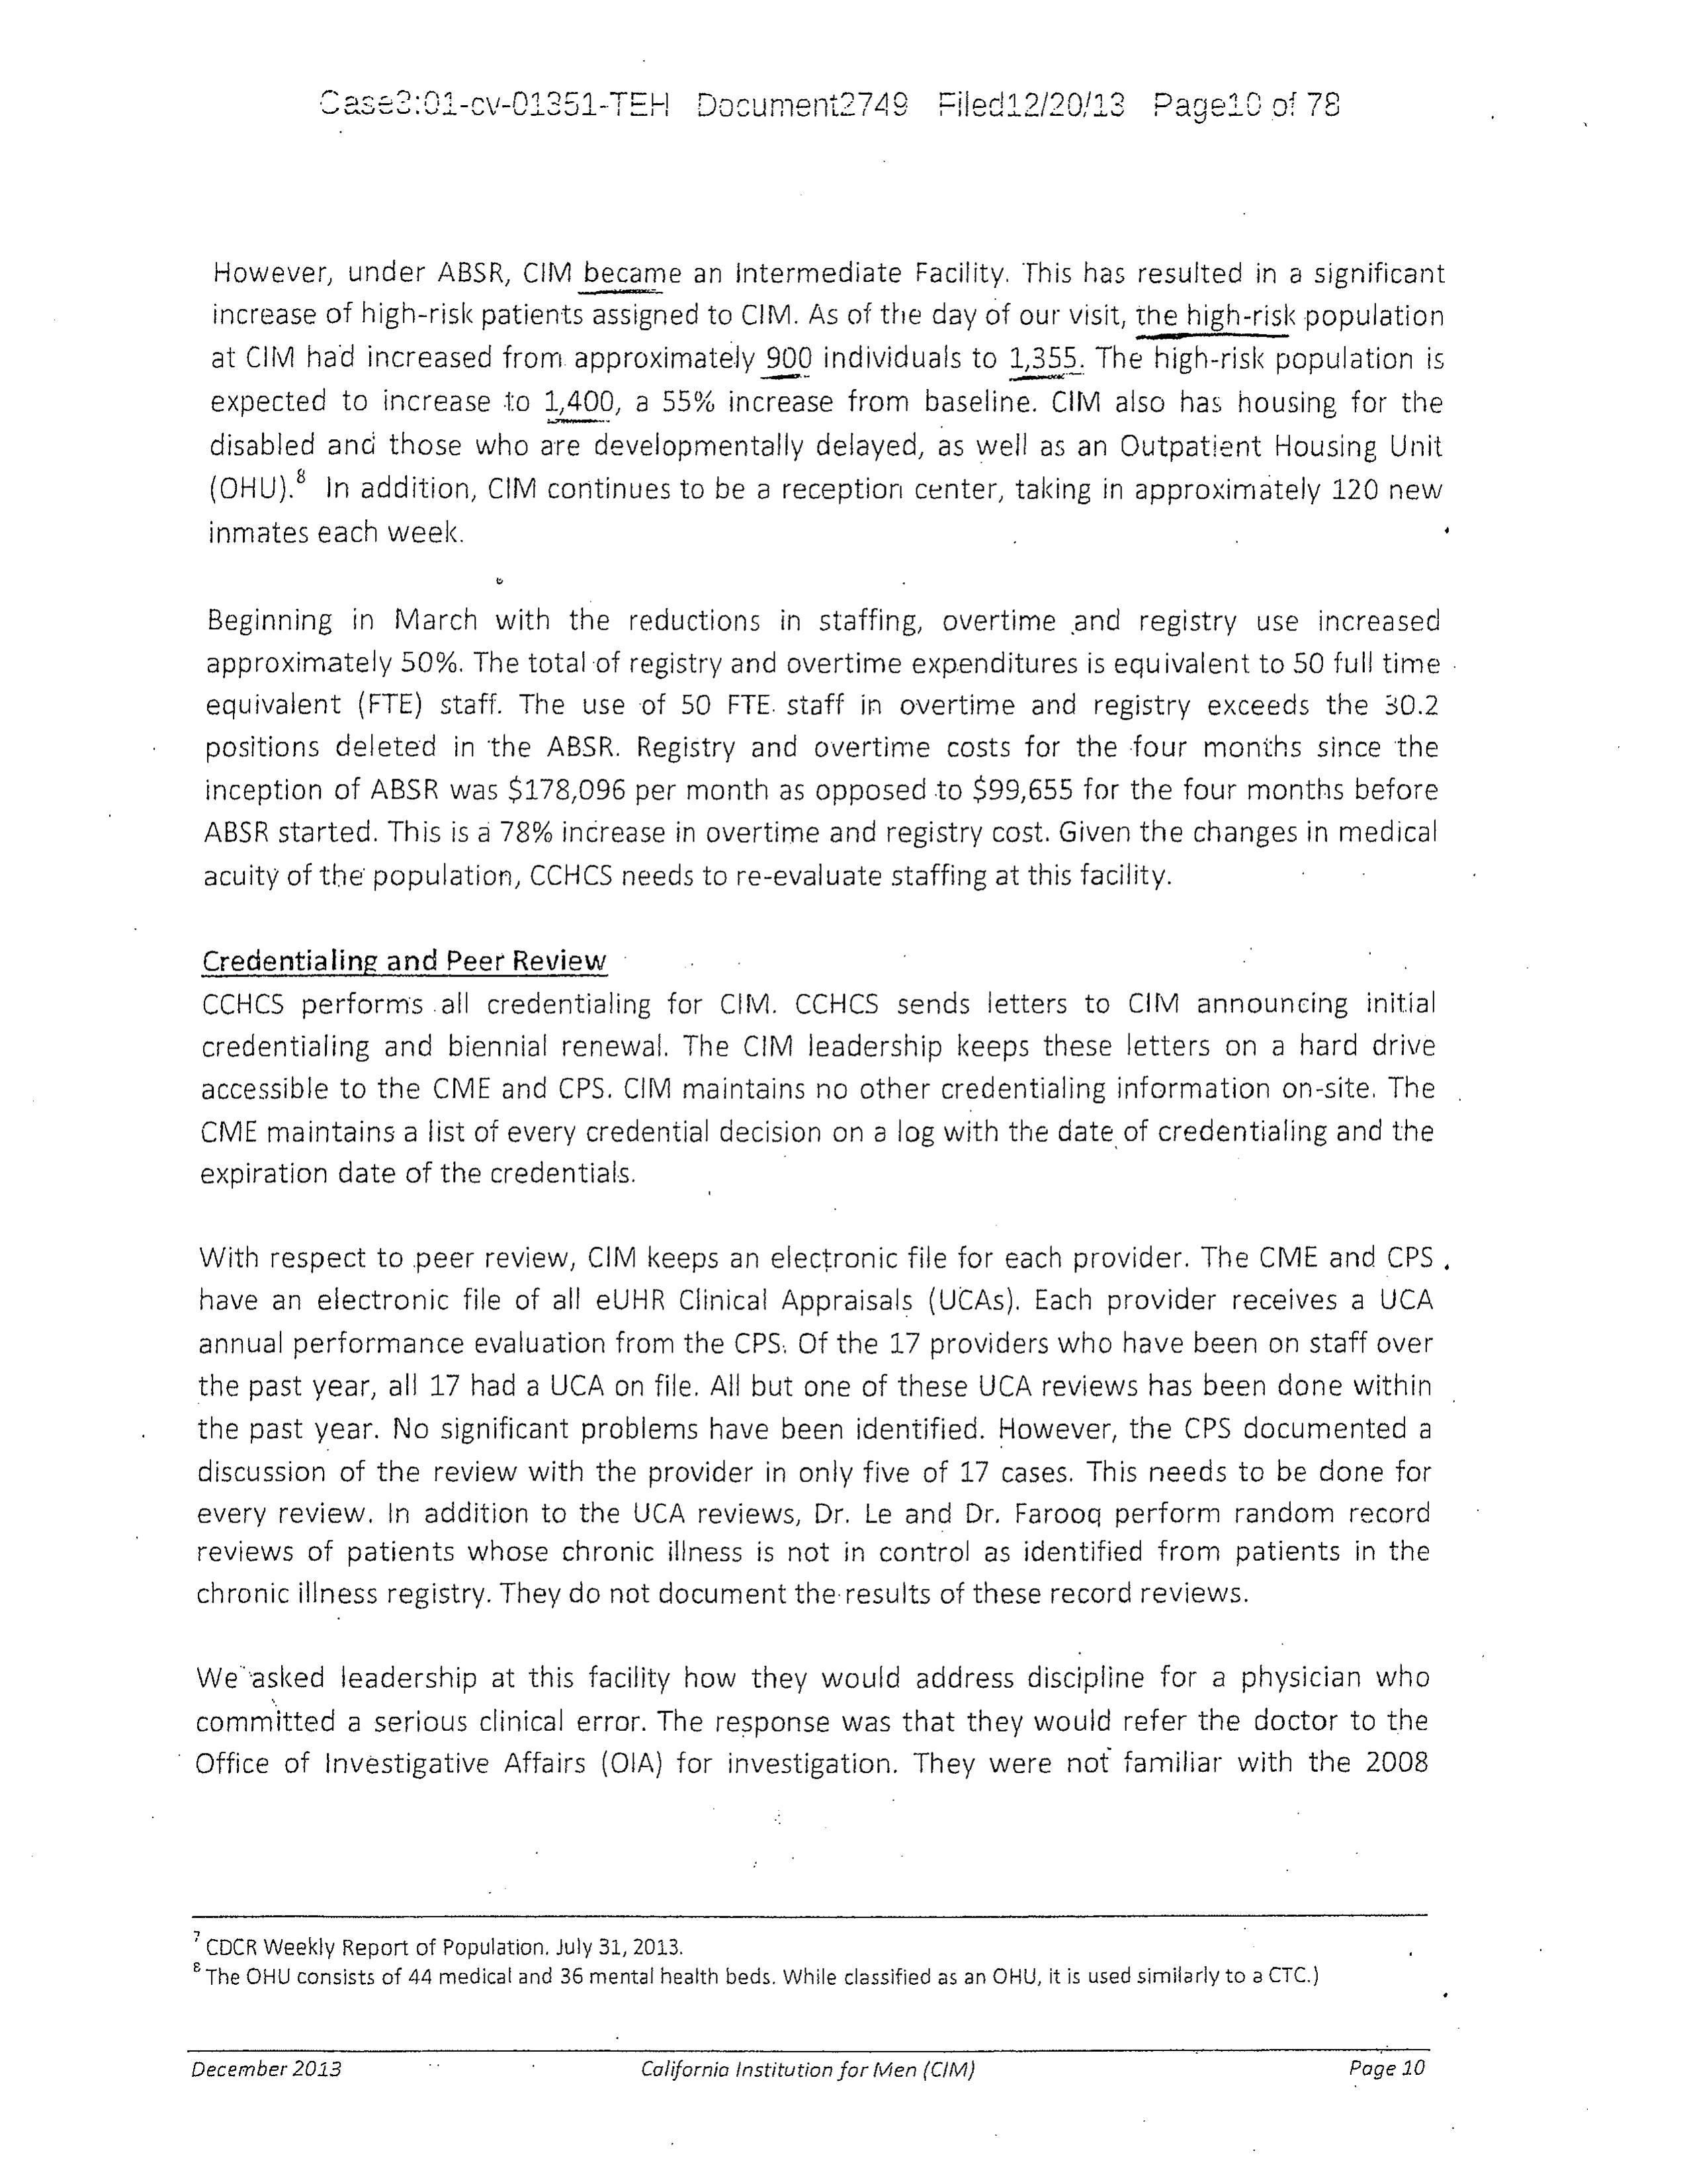 Case3:01-cv-01351-TEH Document2749 Filed12/20/13 Page10 of 78
However, under ABSR, CIM became an Intermediate Facility. This has resulted in a significant
increase of high-risk patients assigned to CIM. As of the day of our visit, the high-risk population
at CIM had increased from approximately 900 individuals to 1,355. The high-risk population is
expected to increase to 1,400, a 55% increase from baseline. CIM also has housing for the
disabled and those who are developmentally delayed, as well as an Outpatient Housing Unit
(OHU).⁸ In addition, CIM continues to be a reception center, taking in approximately 120 new
inmates each week.
Beginning in March with the reductions in staffing, overtime and registry use increased
approximately 50%. The total of registry and overtime expenditures is equivalent to 50 full time
equivalent (FTE) staff. The use of 50 FTE staff in overtime and registry exceeds the 30.2
positions deleted in the ABSR. Registry and overtime costs for the four months since the
inception of ABSR was $178,096 per month as opposed to $99,655 for the four months before
ABSR started. This is a 78% increase in overtime and registry cost. Given the changes in medical
acuity of the population, CCHCS needs to re-evaluate staffing at this facility.
Credentialing and Peer Review
CCHCS performs all credentialing for CIM. CCHCS sends letters to CIM announcing initial
credentialing and biennial renewal. The CIM leadership keeps these letters on a hard drive
accessible to the CME and CPS. CIM maintains no other credentialing information on-site. The
CME maintains a list of every credential decision on a log with the date of credentialing and the
expiration date of the credentials.
With respect to peer review, CIM keeps an electronic file for each provider. The CME and CPS
have an electronic file of all eUHR Clinical Appraisals (UCAs). Each provider receives a UCA
annual performance evaluation from the CPS. Of the 17 providers who have been on staff over
the past year, all 17 had a UCA on file. All but one of these UCA reviews has been done within
the past year. No significant problems have been identified. However, the CPS documented a
discussion of the review with the provider in only five of 17 cases. This needs to be done for
every review. In addition to the UCA reviews, Dr. Le and Dr. Farooq perform random record
reviews of patients whose chronic illness is not in control as identified from patients in the
chronic illness registry. They do not document the results of these record reviews.
We asked leadership at this facility how they would address discipline for a physician who
committed a serious clinical error. The response was that they would refer the doctor to the
Office of Investigative Affairs (OIA) for investigation. They were not familiar with the 2008
⁷ CDCR Weekly Report of Population. July 31, 2013.
⁸ The OHU consists of 44 medical and 36 mental health beds. While classified as an OHU, it is used similarly to a CTC.)
December 2013 California Institution for Men (CIM) Page 10